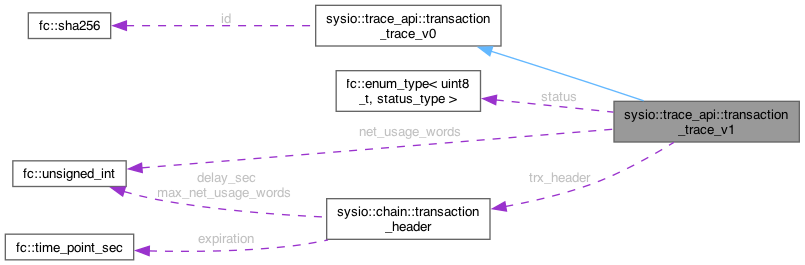 fc::sha256
id
sysio::trace_api::transaction
_trace_v0
fc::enum_type< uint8
_t, status_type >
status
sysio::trace_api::transaction
_trace_v1
net_usage_words
fc::unsigned_int
delay_sec
max_net_usage_words
trx_header
sysio::chain::transaction
_header
expiration
fc::time_point_sec